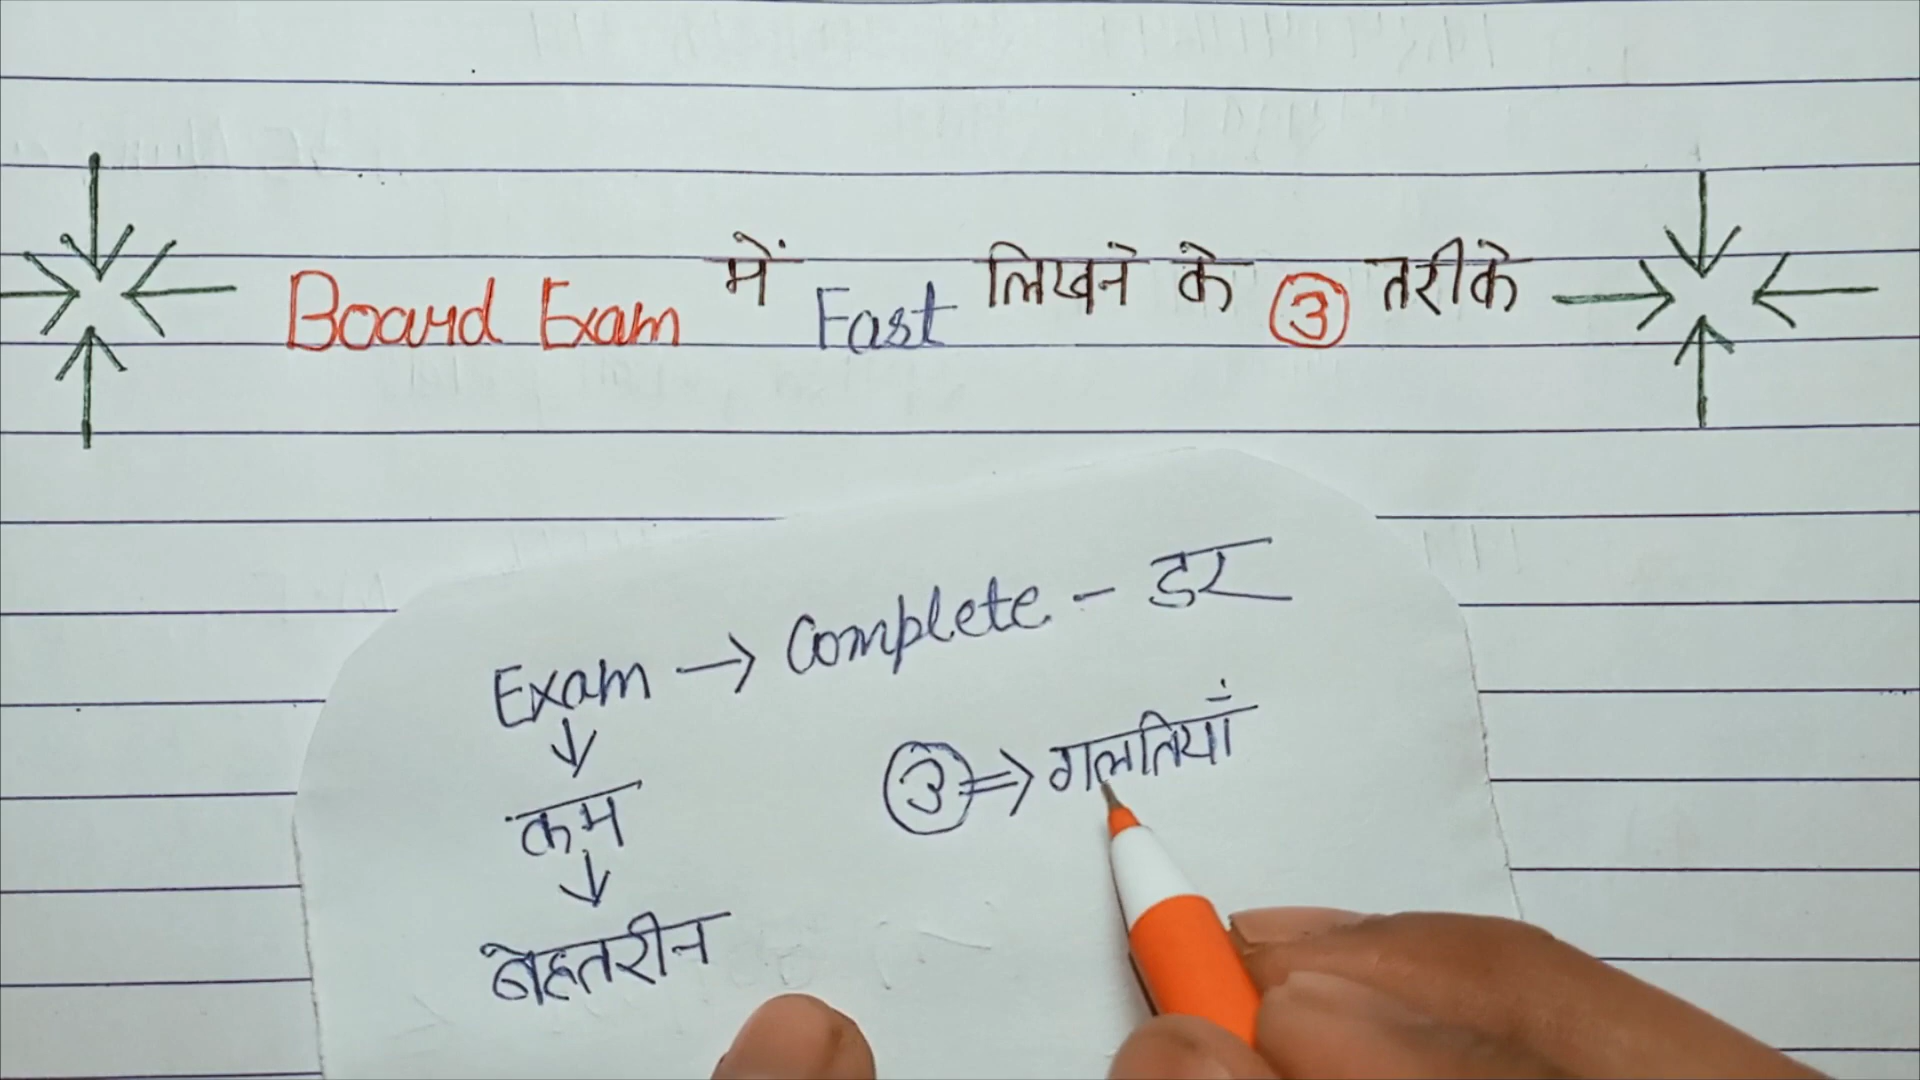 Board Exam में Fast लिखने के 3 तरीके
Exam → Complete - डर
↓
कम
↓
बेहतरीन
3 ⇒ गलतियाँ